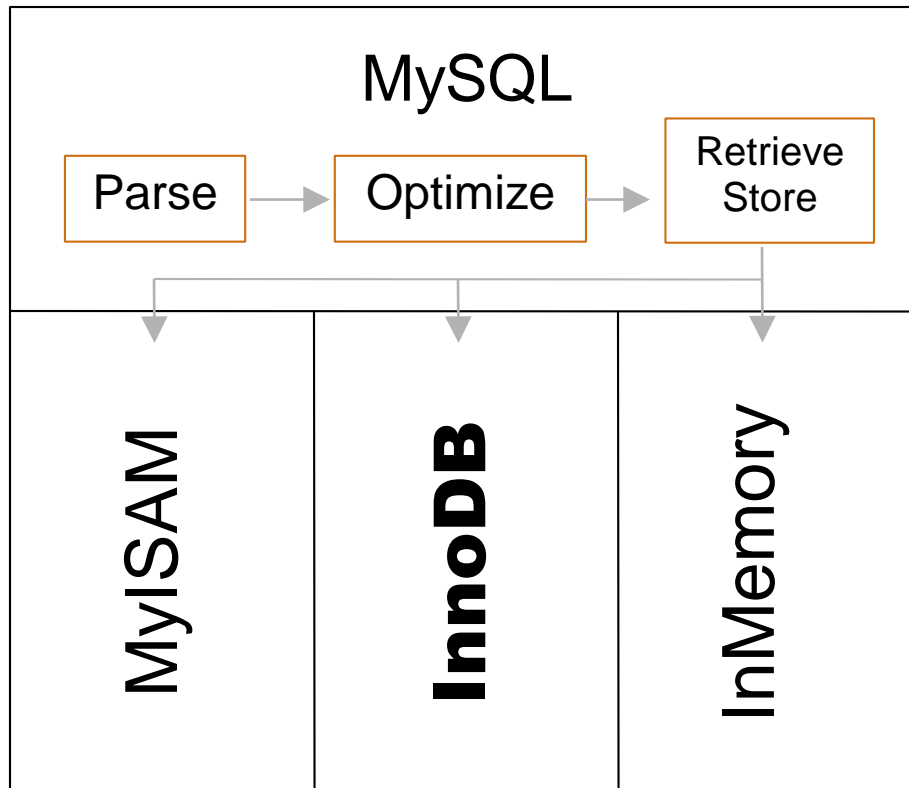 MySQL
Parse
Optimize
Retrieve
Store
MyISAM
InnoDB
InMemory